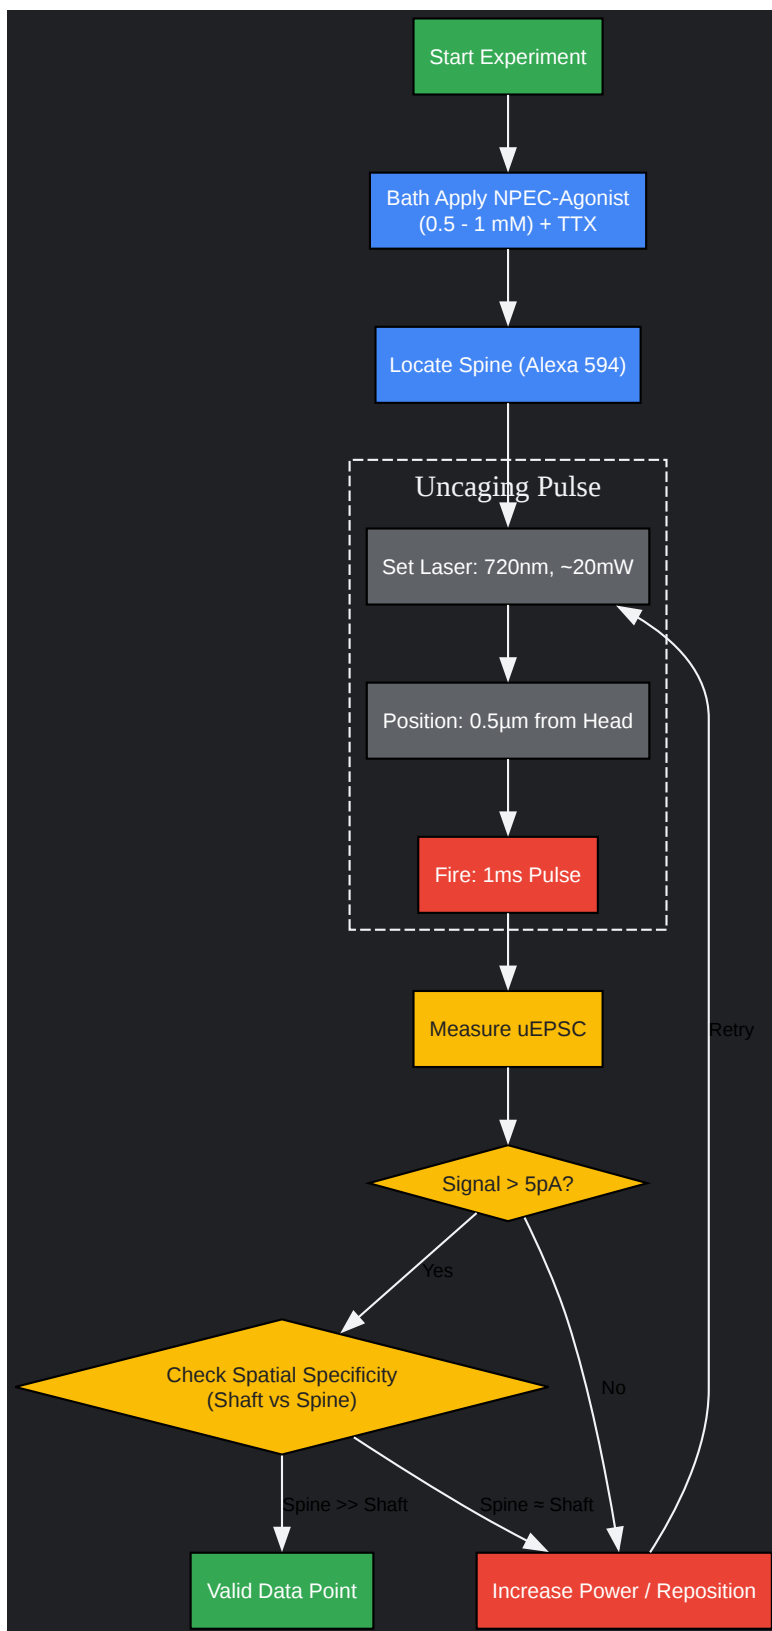 Start Experiment
Bath Apply NPEC-Agonist
(0.5 - 1 mM) + TTX
Locate Spine (Alexa 594)
Uncaging Pulse
Set Laser: 720nm, ~20mW
Position: 0.5µm from Head
Fire: 1ms Pulse
Measure uEPSC
Retry
Signal > 5pA?
Yes
Check Spatial Specificity
(Shaft vs Spine)
No
Spine >> Shaft
Spine ≈ Shaft
Valid Data Point
Increase Power / Reposition